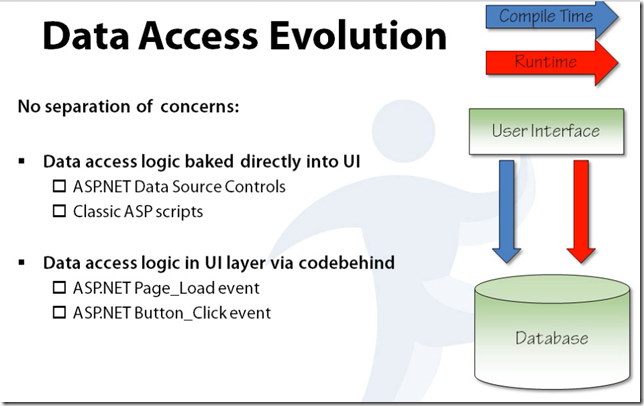 Data Access Evolution
Compile Time
Runtime
No separation of concerns:
▪ Data access logic baked directly into UI
☐ ASP.NET Data Source Controls
☐ Classic ASP scripts
▪ Data access logic in UI layer via codebehind
☐ ASP.NET Page_Load event
☐ ASP.NET Button_Click event
User Interface
Database